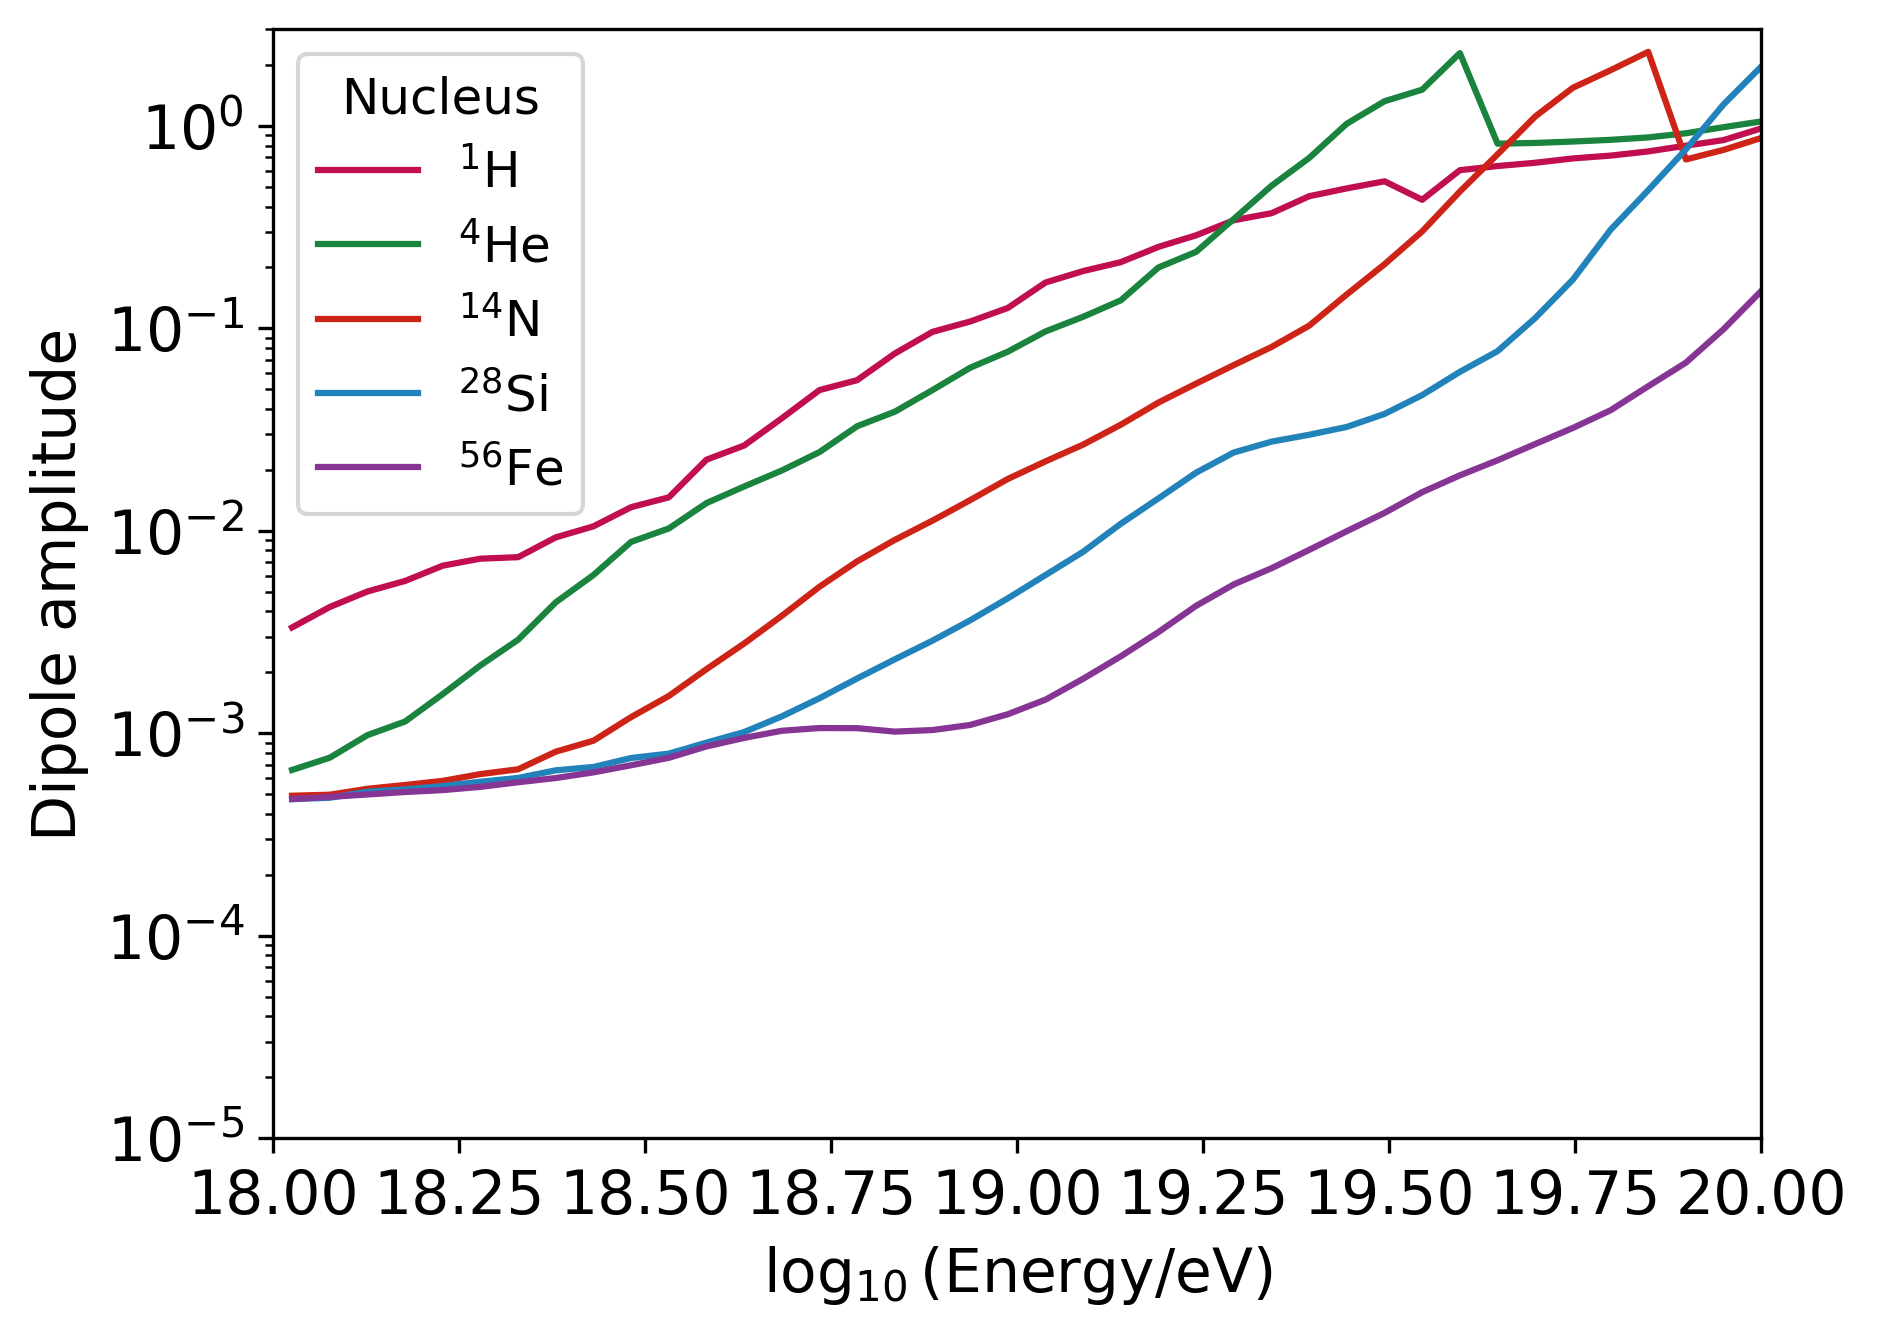 Nucleus
¹H
⁴He
¹⁴N
²⁸Si
⁵⁶Fe
Dipole amplitude
10⁰
10⁻¹
10⁻²
10⁻³
10⁻⁴
10⁻⁵
18.00 18.25 18.50 18.75 19.00 19.25 19.50 19.75 20.00
log₁₀ (Energy/eV)